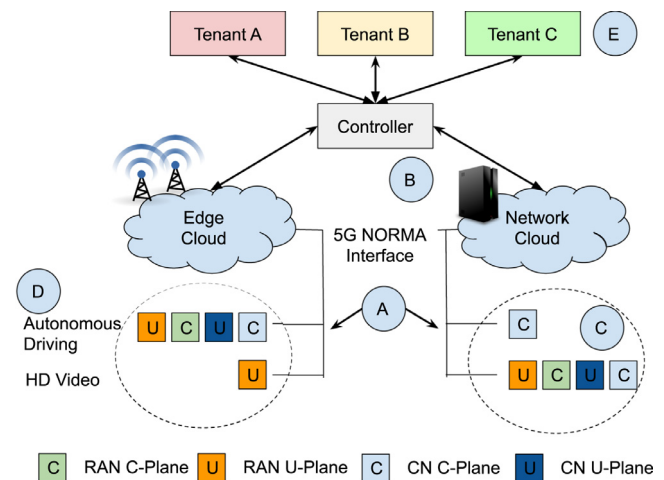 Tenant A
Tenant B
Tenant C
E
Controller
B
Edge
Cloud
5G NORMA
Interface
Network
Cloud
D
A
Autonomous
Driving
U C U C
C
C
HD Video
U
U C U C
C RAN C-Plane U RAN U-Plane C CN C-Plane U CN U-Plane